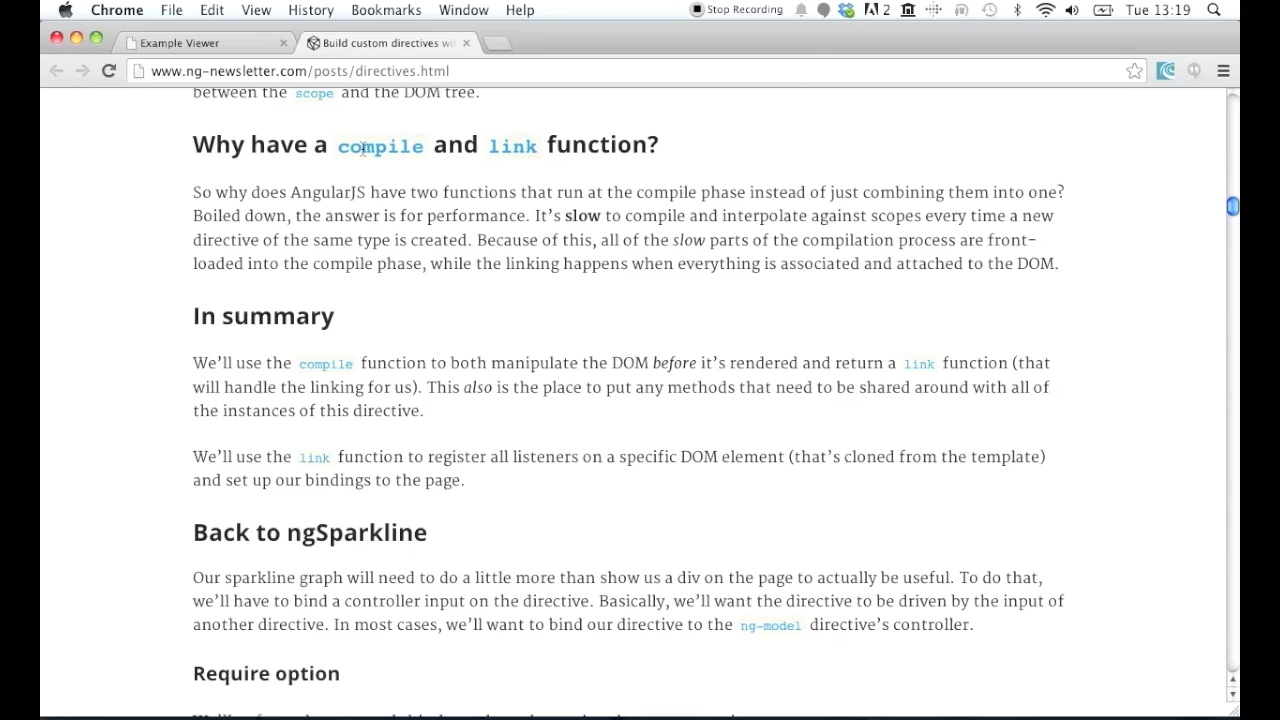 Chrome File Edit View History Bookmarks Window Help Stop Recording 2 Tue 13:19
Example Viewer Build custom directives wi
www.ng-newsletter.com/posts/directives.html
between the scope and the DOM tree.
Why have a compile and link function?
So why does AngularJS have two functions that run at the compile phase instead of just combining them into one?
Boiled down, the answer is for performance. It’s slow to compile and interpolate against scopes every time a new
directive of the same type is created. Because of this, all of the slow parts of the compilation process are front-
loaded into the compile phase, while the linking happens when everything is associated and attached to the DOM.
In summary
We’ll use the compile function to both manipulate the DOM before it’s rendered and return a link function (that
will handle the linking for us). This also is the place to put any methods that need to be shared around with all of
the instances of this directive.
We’ll use the link function to register all listeners on a specific DOM element (that’s cloned from the template)
and set up our bindings to the page.
Back to ngSparkline
Our sparkline graph will need to do a little more than show us a div on the page to actually be useful. To do that,
we’ll have to bind a controller input on the directive. Basically, we’ll want the directive to be driven by the input of
another directive. In most cases, we’ll want to bind our directive to the ng-model directive’s controller.
Require option